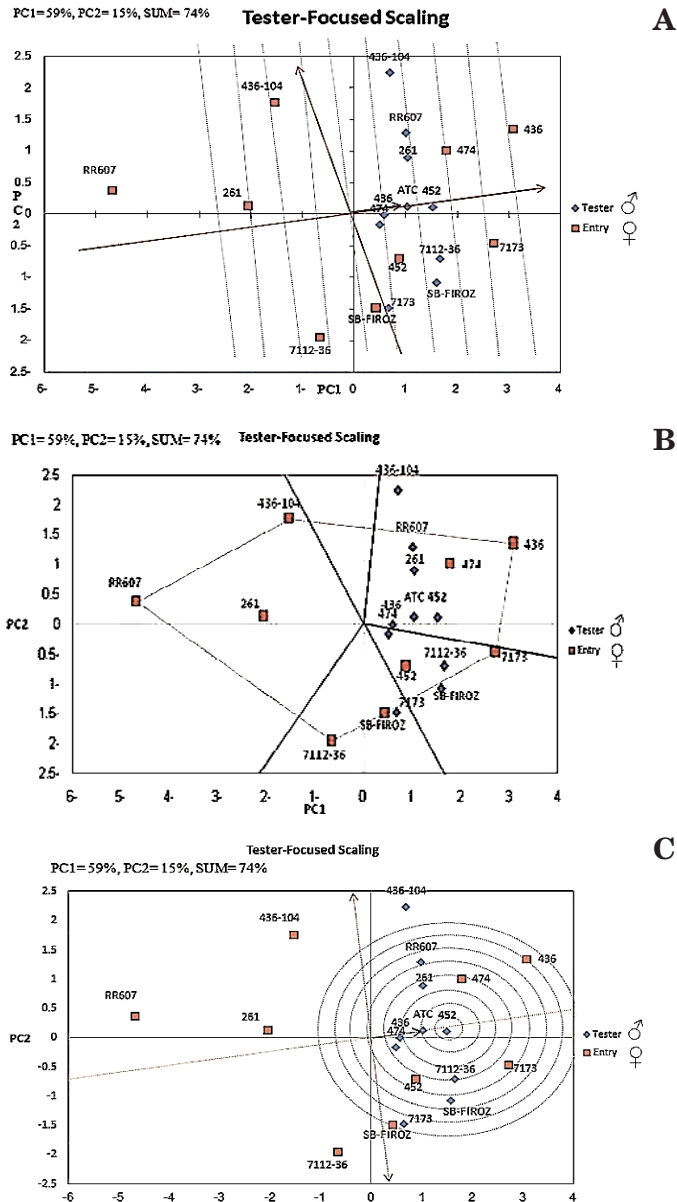 PC1= 59%, PC2= 15%, SUM= 74%
Tester-Focused Scaling
A
436-104
2.5
2
1.5
1
0.5
0
0.5-
1-
1.5-
2-
2.5-
PC2
436-104
RR607
261
474
436
RR607
261
ATC 452
436
474
7112-36
452
7173
SB-FIROZ
7173
SB-FIROZ
7112-36
Tester ♂
Entry ♀
6- 5- 4- 3- 2- 1- 0 1 2 3 4
PC1
B
PC1= 59%, PC2= 15%, SUM= 74% Tester-Focused Scaling
2.5
2
1.5
1
0.5
0
0.5-
1-
1.5-
2-
2.5-
PC2
436-104
436-104
RR607
436
261
474
RR607
261
ATC 452
436
474
7112-36
7173
452
7173
SB-FIROZ
SB-FIROZ
7112-36
Tester ♂
Entry ♀
6- 5- 4- 3- 2- 1- 0 1 2 3 4
PC1
C
Tester-Focused Scaling
PC1= 59%, PC2= 15%, SUM= 74%
2.5
2
1.5
1
0.5
0
-0.5
-1
-1.5
-2
-2.5
PC2
436-104
436-104
RR607
436
261
474
RR607
261
ATC 452
436
474
7112-36
7173
452
SB-FIROZ
7173
SB-FIROZ
7112-36
Tester ♂
Entry ♀
-6 -5 -4 -3 -2 -1 0 1 2 3 4